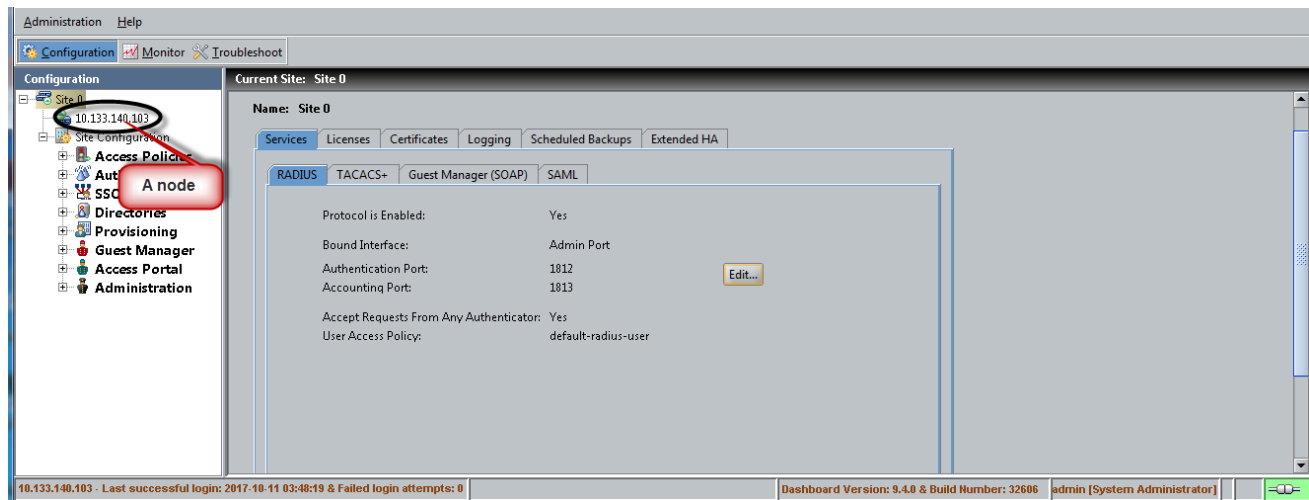 Administration Help
Configuration Monitor Troubleshoot
Configuration
Site 0
10.133.140.103
Site Configuration
Access Policies
A node
Directories
Provisioning
Guest Manager
Access Portal
Administration
Current Site: Site 0
Name: Site 0
Services Licenses Certificates Logging Scheduled Backups Extended HA
RADIUS TACACS+ Guest Manager (SOAP) SAML
Protocol is Enabled: Yes
Bound Interface: Admin Port
Authentication Port: 1812
Edit...
Accounting Port: 1813
Accept Requests From Any Authenticator: Yes
User Access Policy: default-radius-user
10.133.140.103 - Last successful login: 2017-10-11 03:48:19 & Failed login attempts: 0
Dashboard Version: 9.4.0 & Build Number: 32606
admin [System Administrator]